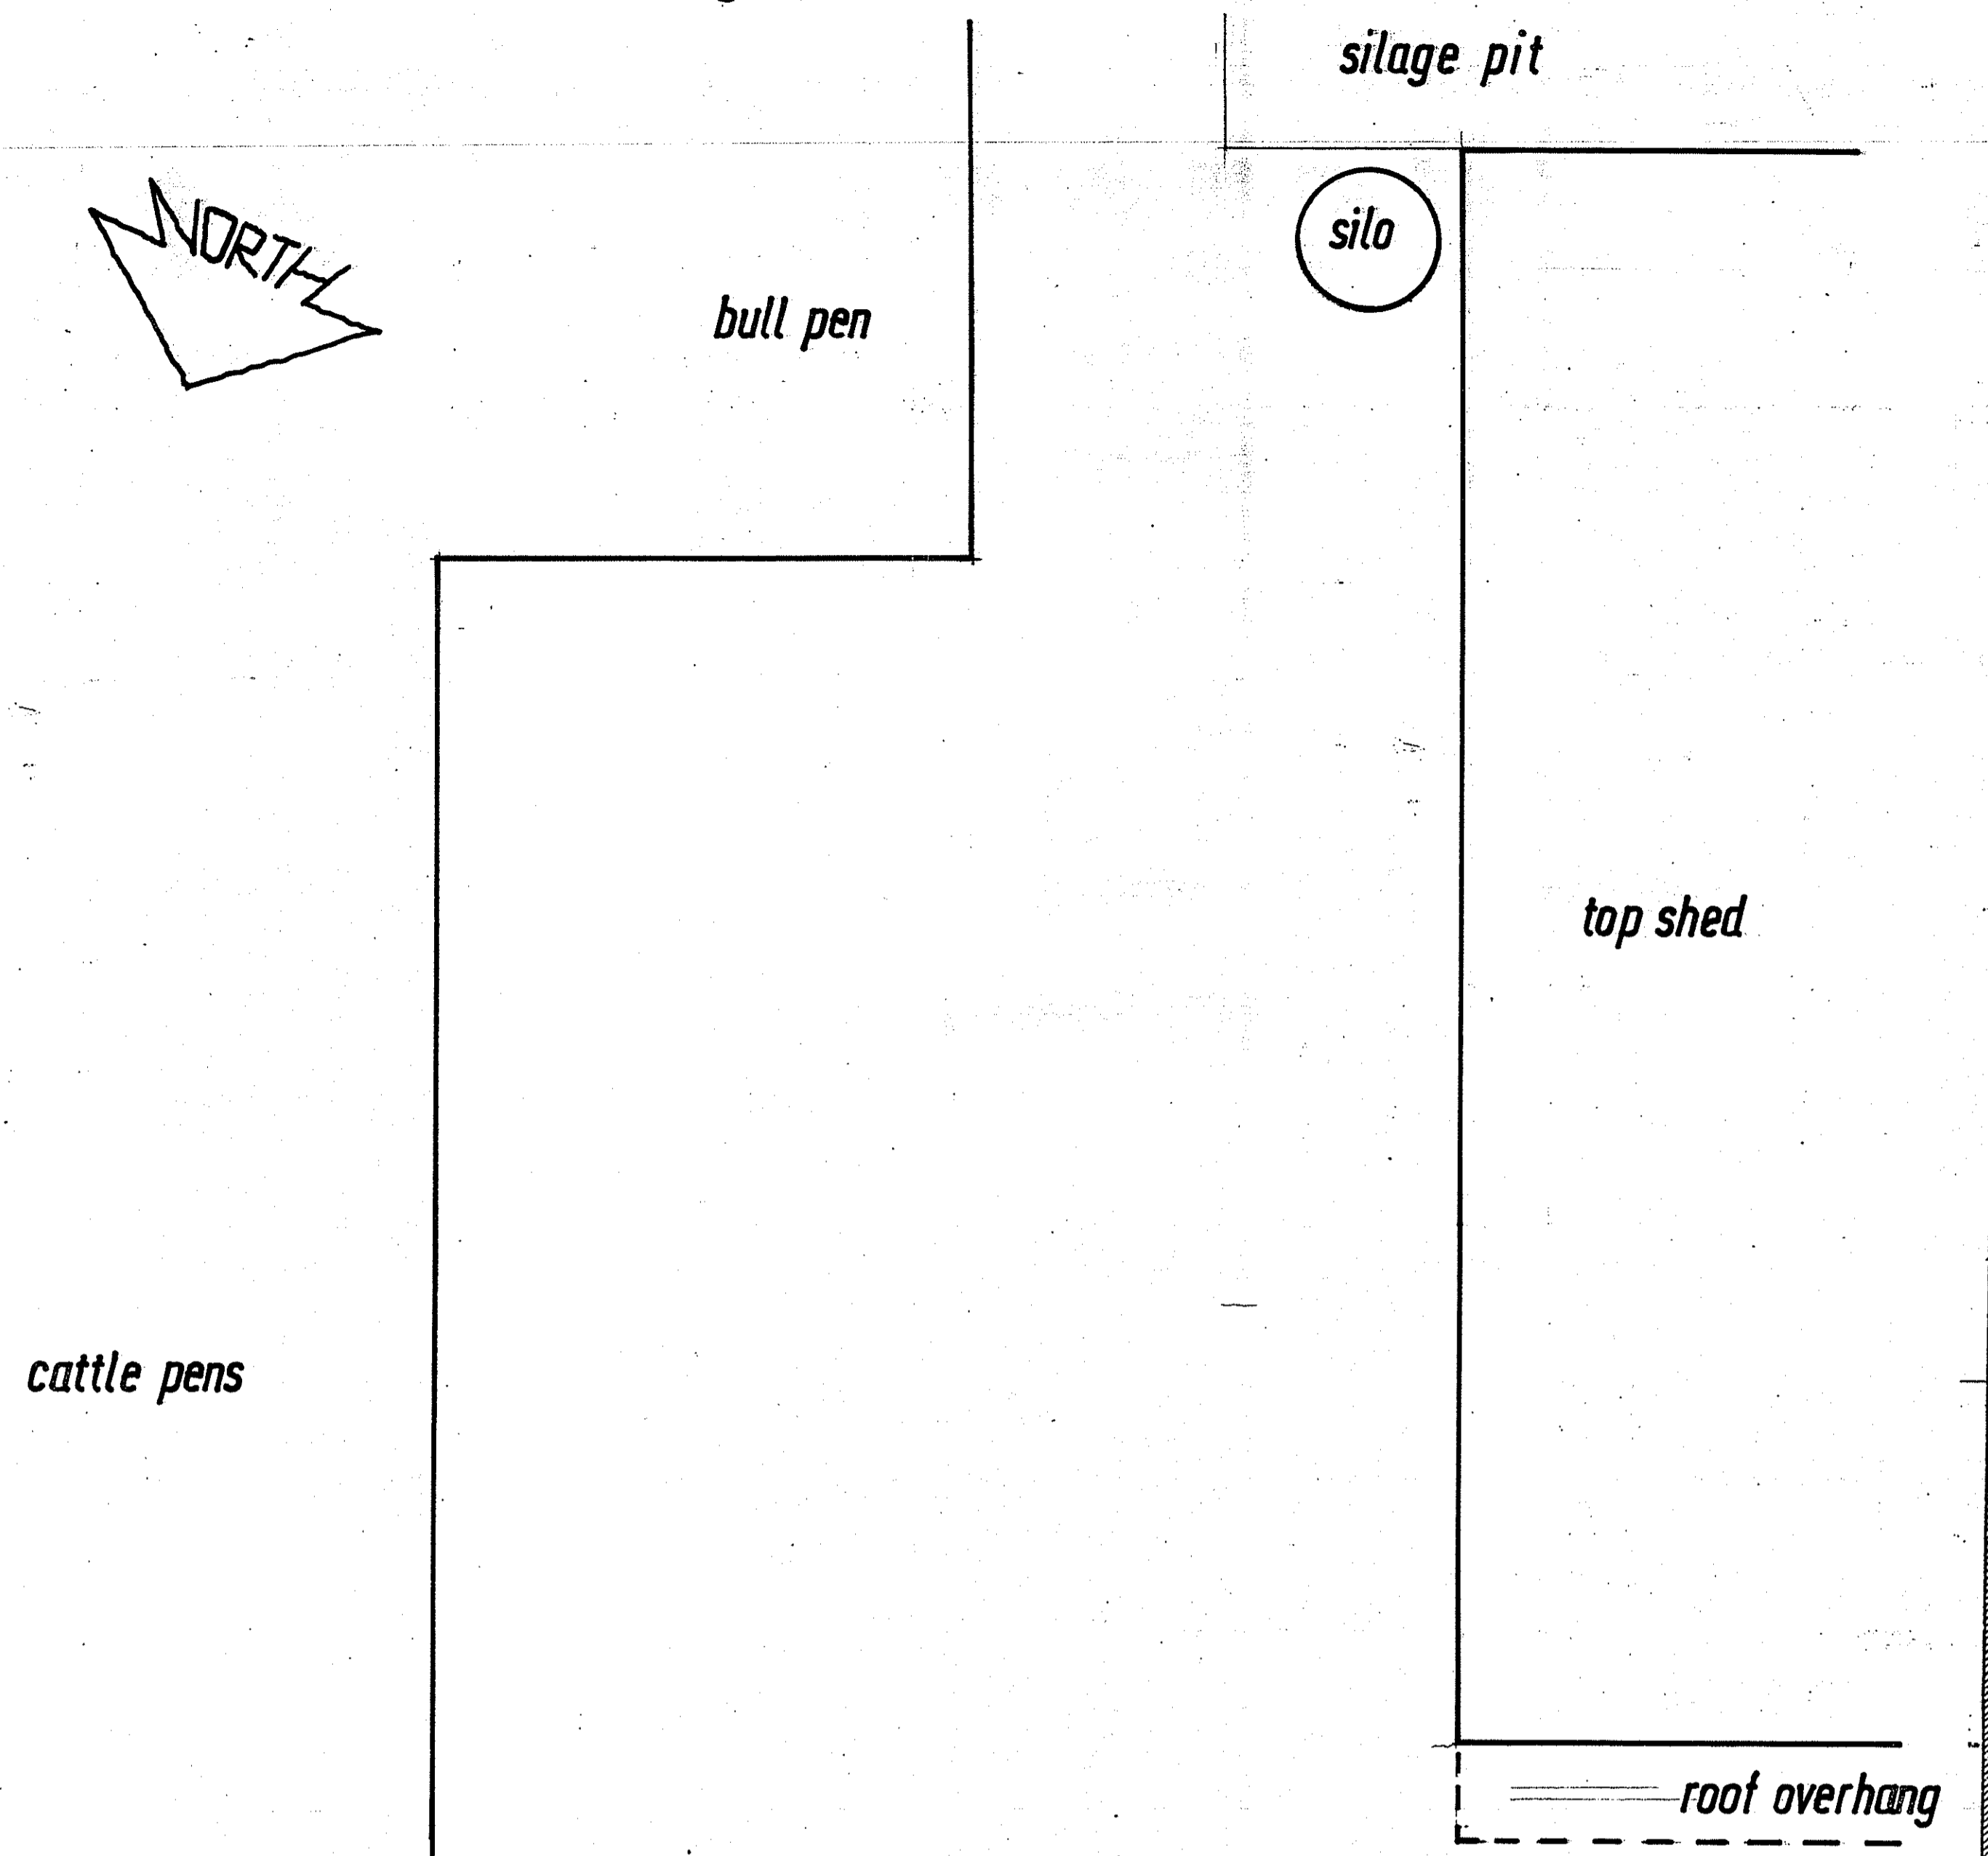 silage pit
NORTH
silo
bull pen
top shed
cattle pens
roof overhang